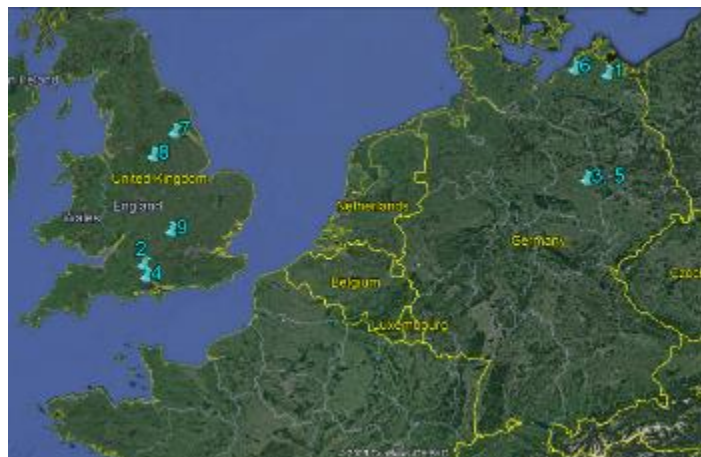 6
1
7
8
United Kingdom
3 - 5
England
Wales
Netherlands
9
Germany
2
4
Belgium
Luxembourg